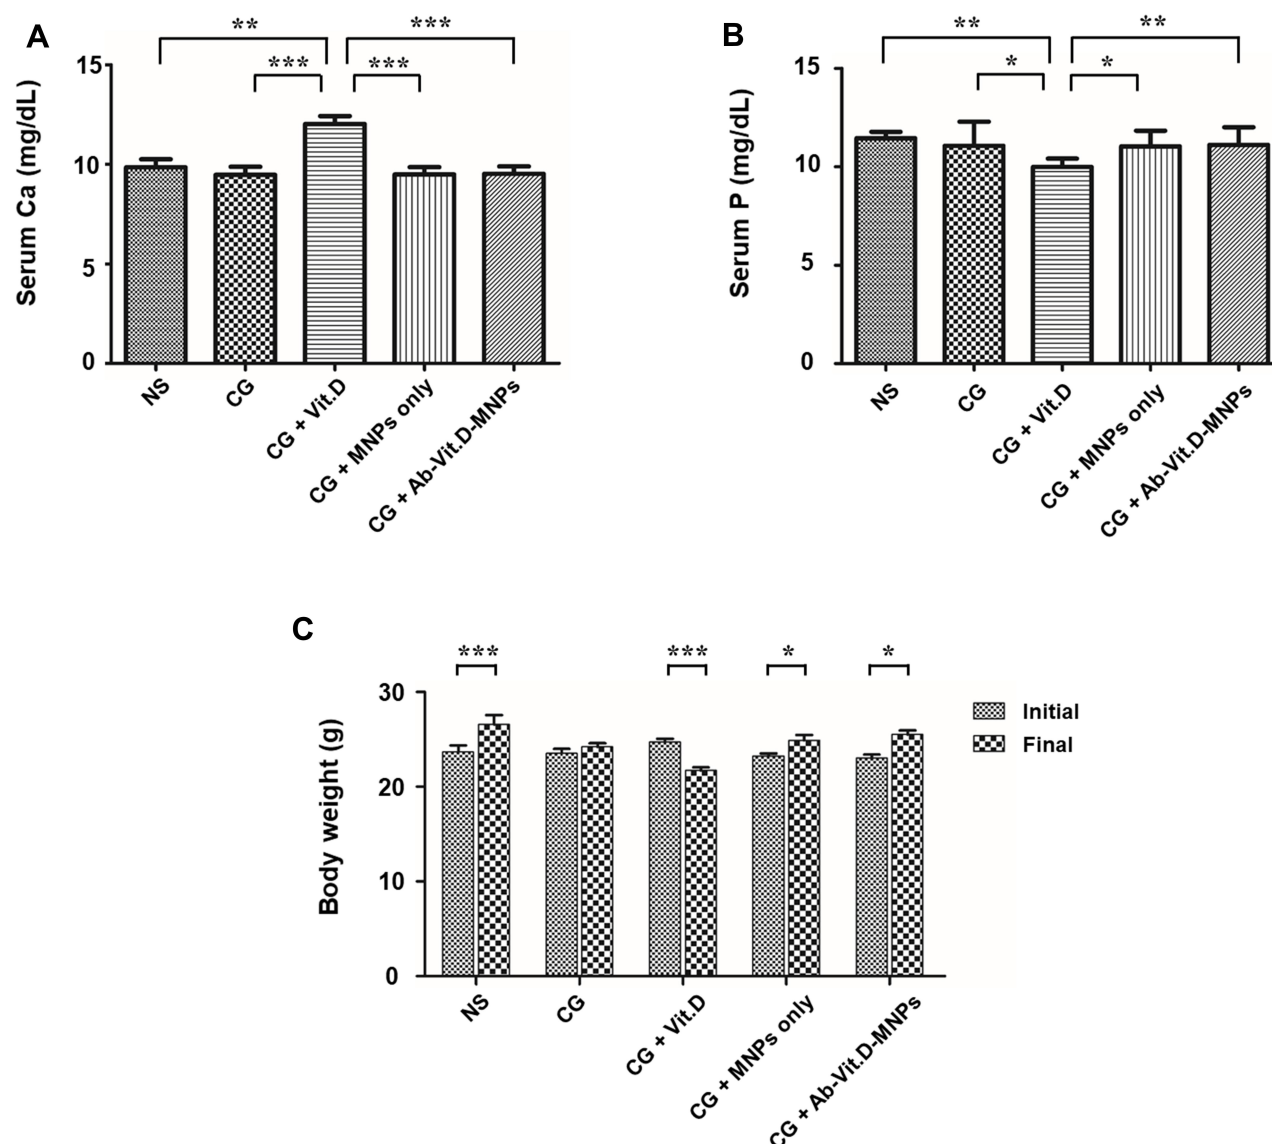 A
** ***
*** ***
Serum Ca (mg/dL)
15
10
5
0
NS
CG
CG + Vit.D
CG + MNPs only
CG + Ab-Vit.D-MNPs
B
** **
* *
Serum P (mg/dL)
15
10
5
0
NS
CG
CG + Vit.D
CG + MNPs only
CG + Ab-Vit.D-MNPs
C
*** *** * *
Body weight (g)
30
20
10
0
NS
CG
CG + Vit.D
CG + MNPs only
CG + Ab-Vit.D-MNPs
Initial
Final